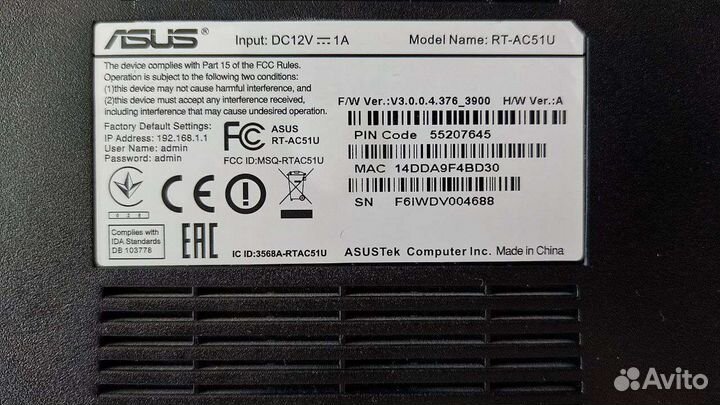 ASUS® Input: DC12V ⎓ 1A Model Name: RT-AC51U
The device complies with Part 15 of the FCC Rules.
Operation is subject to the following two conditions:
(1)this device may not cause harmful interference, and
(2)this device must accept any interference received,
including interference that may cause undesired operation.
Factory Default Settings:
IP Address: 192.168.1.1
User Name: admin
Password: admin
FC ASUS
RT-AC51U
FCC ID:MSQ-RTAC51U
F/W Ver.:V3.0.0.4.376_3900 H/W Ver.:A
PIN Code 55207645
MAC 14DDA9F4BD30
SN F6IWDV004688
028
CE
Complies with
IDA Standards
DB 103778
EAC
IC ID:3568A-RTAC51U
ASUSTek Computer Inc. Made in China
Avito